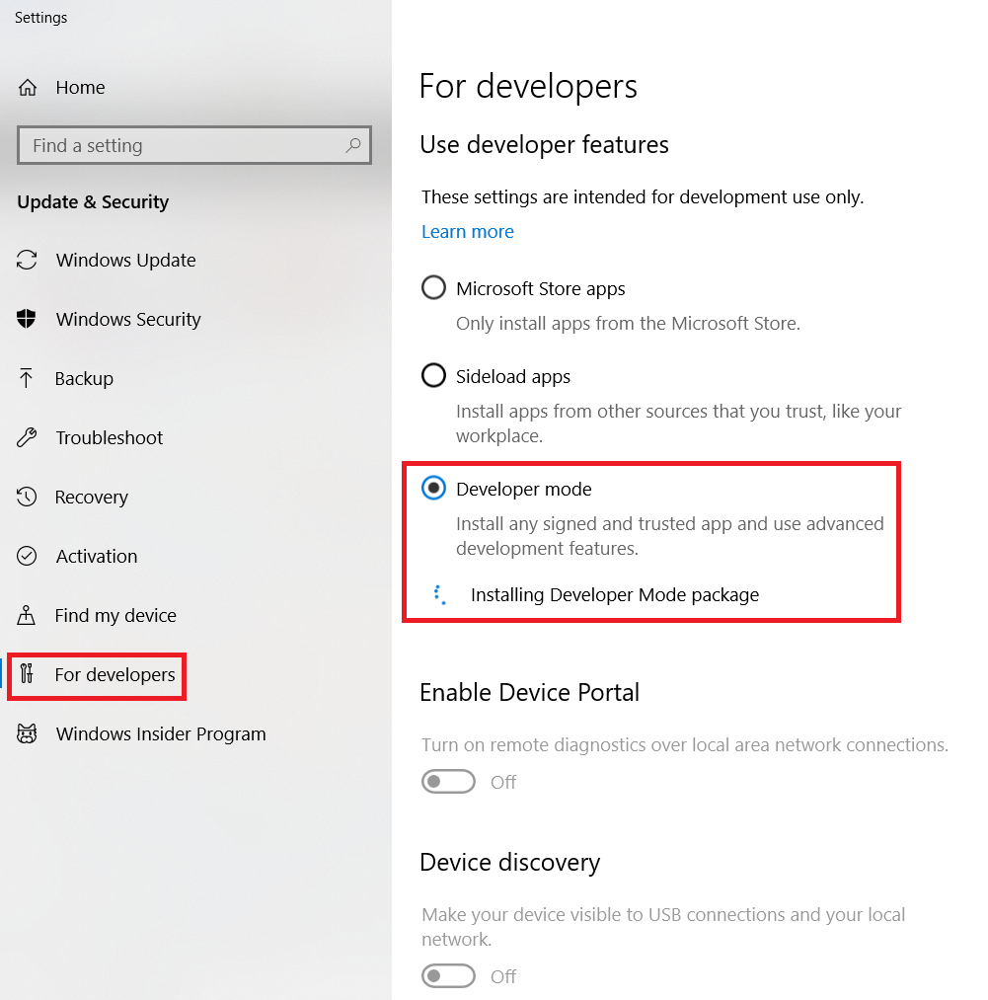 Settings
Home
Find a setting
Update & Security
Windows Update
Windows Security
Backup
Troubleshoot
Recovery
Activation
Find my device
For developers
Windows Insider Program
For developers
Use developer features
These settings are intended for development use only.
Learn more
Microsoft Store apps
Only install apps from the Microsoft Store.
Sideload apps
Install apps from other sources that you trust, like your
workplace.
Developer mode
Install any signed and trusted app and use advanced
development features.
Installing Developer Mode package
Enable Device Portal
Turn on remote diagnostics over local area network connections.
Off
Device discovery
Make your device visible to USB connections and your local
network.
Off